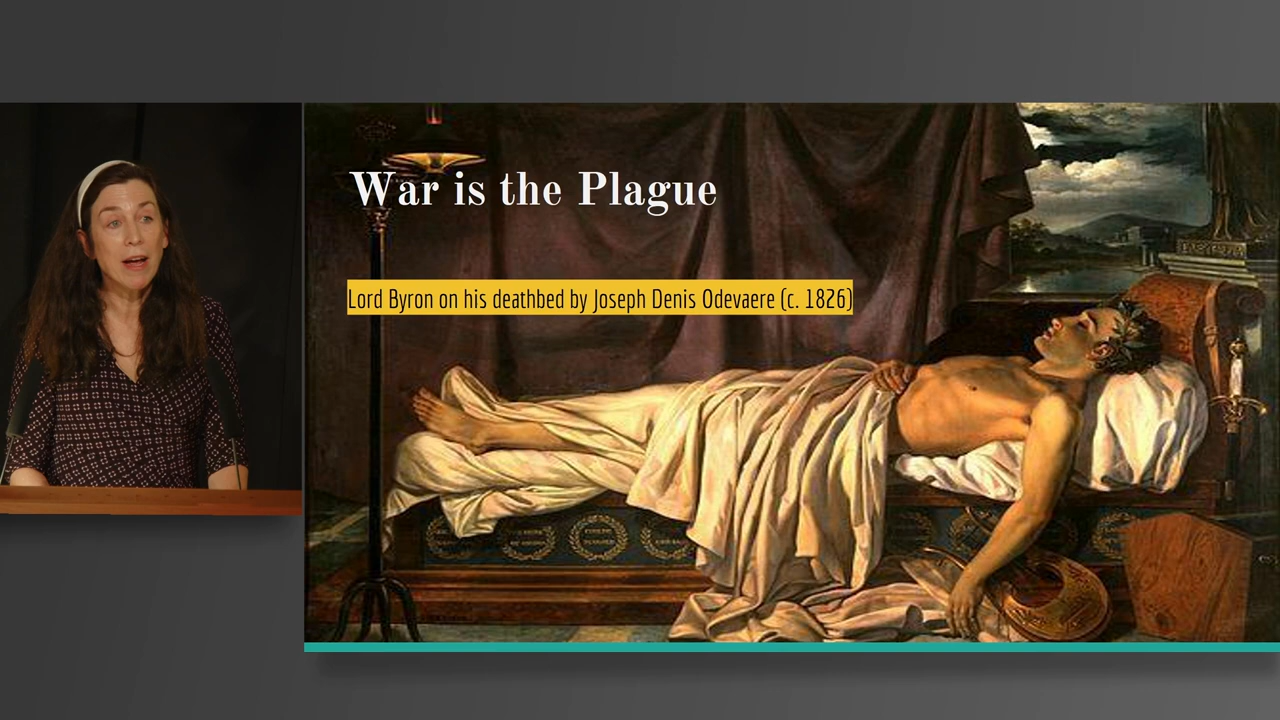 War is the Plague
Lord Byron on his deathbed by Joseph Denis Odevaere (c. 1826)